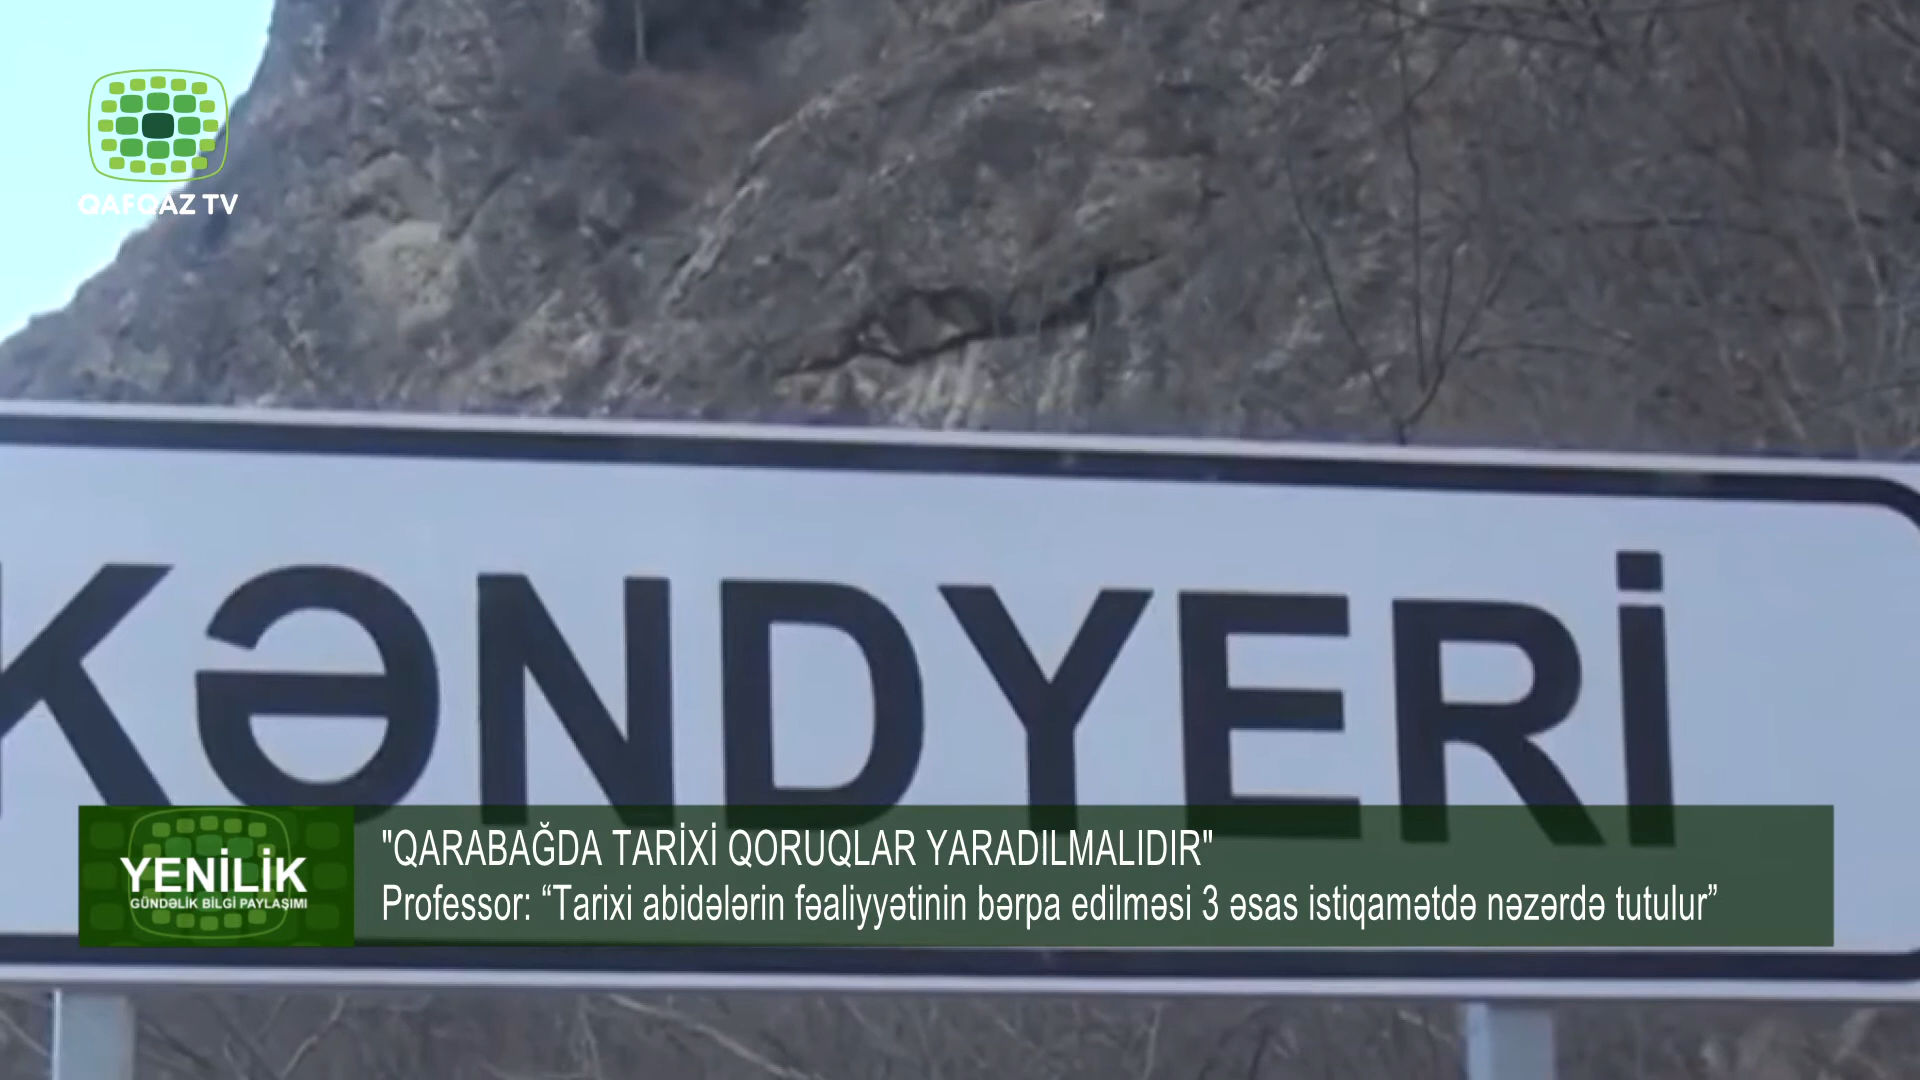 QAFQAZ TV
KƏNDYERİ
YENİLİK
GÜNDƏLİK BİLGİ PAYLAŞIMI
"QARABAĞDA TARİXİ QORUQLAR YARADILMALIDIR"
Professor: “Tarixi abidələrin fəaliyyətinin bərpa edilməsi 3 əsas istiqamətdə nəzərdə tutulur”